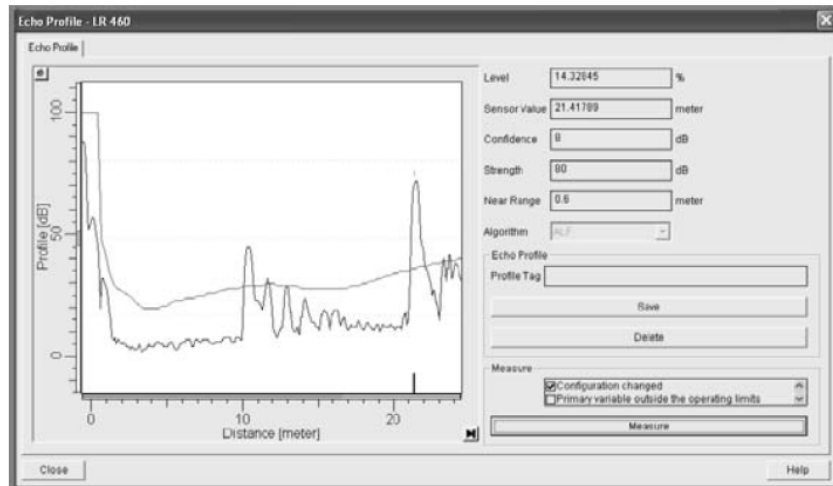 Echo Profile - LR 460
Echo Profile
100
50
0
Profile [dB]
0 10 20
Distance [meter]
Level 14.32845 %
Sensor Value 21.41789 meter
Confidence 8 dB
Strength 80 dB
Near Range 0.6 meter
Algorithm ALF
Echo Profile
Profile Tag
Save
Delete
Measure
Configuration changed
Primary variable outside the operating limits
Measure
Close
Help